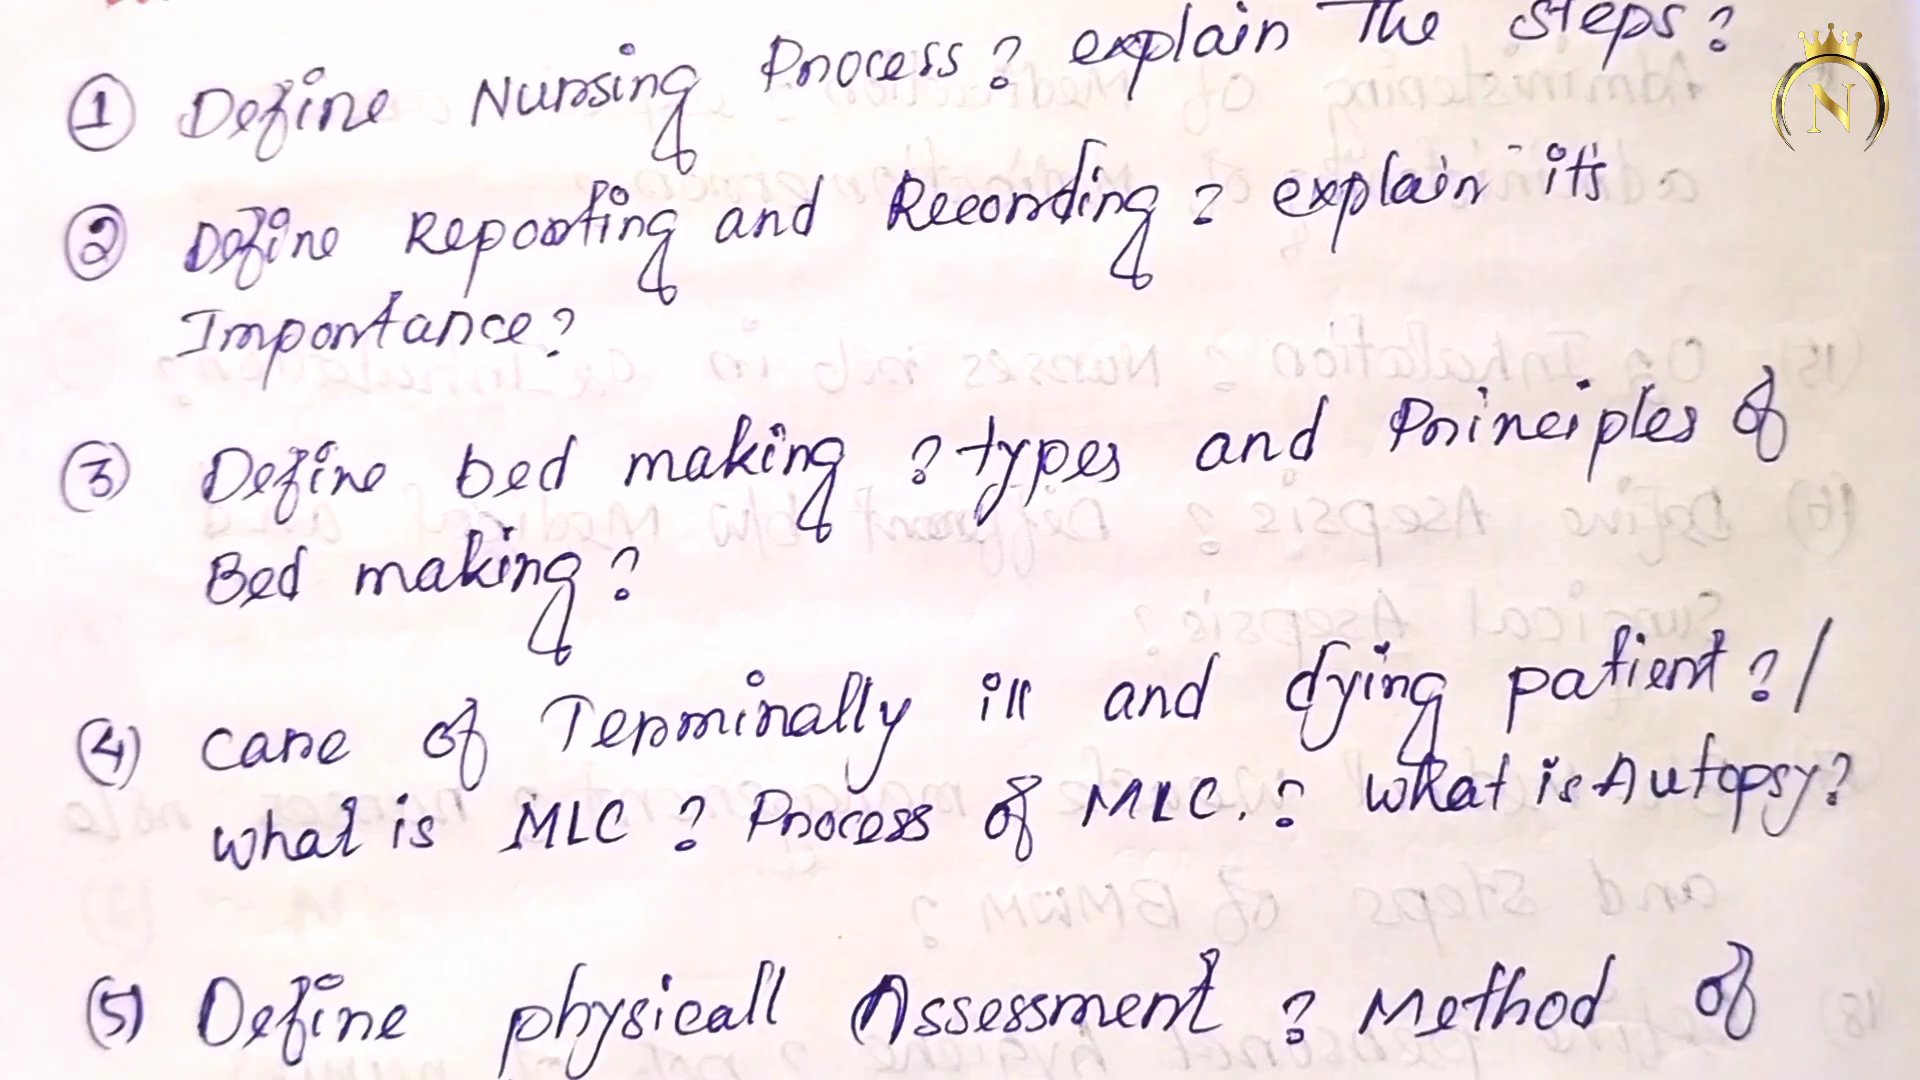 ① Define Nursing Process? explain The steps?
② Define Reporting and Recording? explain it's
Importance?
③ Define bed making? types and Principles of
Bed making?
④ care of Terminally ill and dying patient?/
what is MLC? Process of MLC.? what is Autopsy?
⑤ Define physicall Assessment? Method of
N